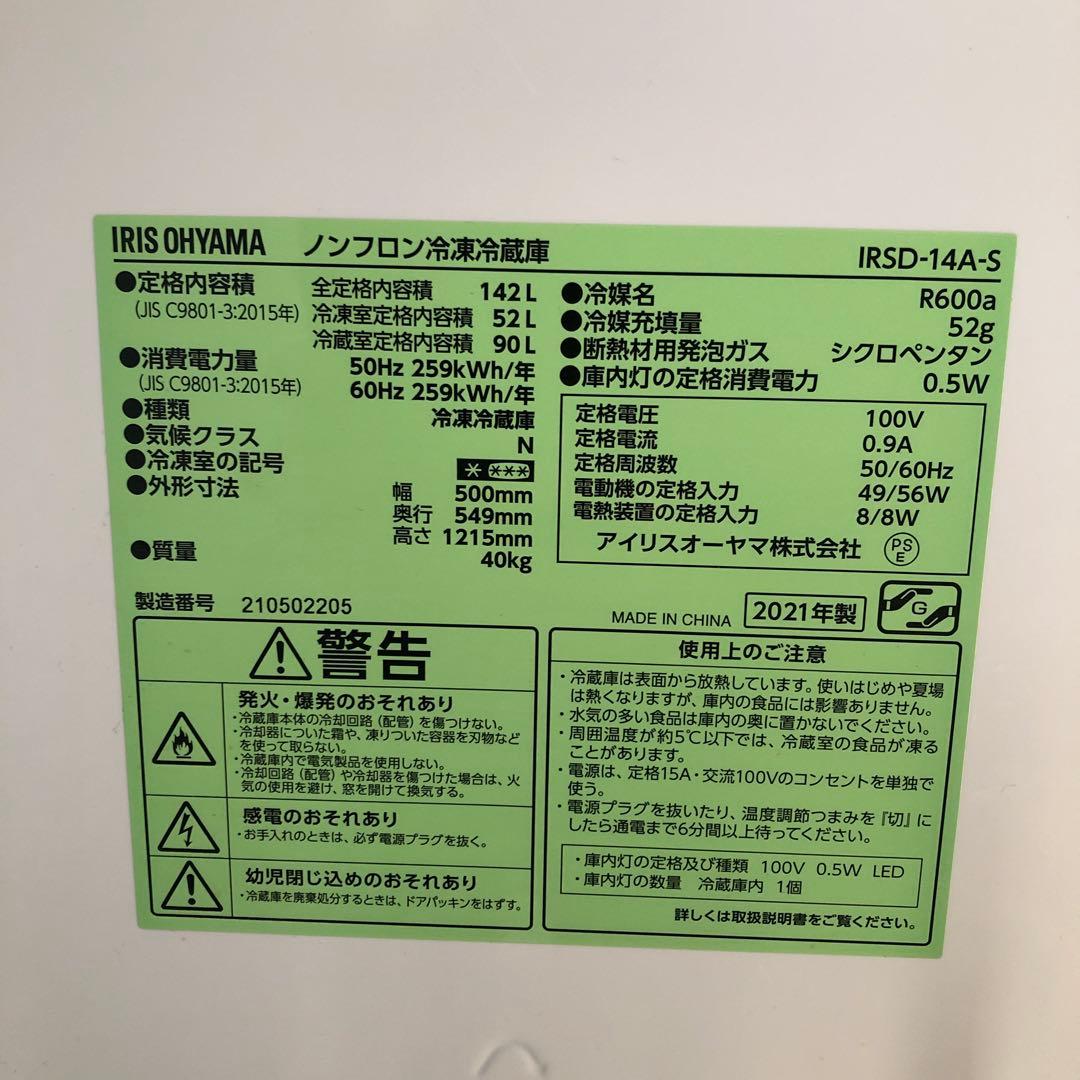 IRIS OHYAMA ノンフロン冷凍冷蔵庫 IRSD-14A-S
●定格内容積 全定格内容積 142L
(JIS C9801-3:2015年) 冷凍室定格内容積 52L
冷蔵室定格内容積 90L
●消費電力量 50Hz 259kWh/年
(JIS C9801-3:2015年) 60Hz 259kWh/年
●種類 冷凍冷蔵庫
●気候クラス N
●冷凍室の記号 * ***
●外形寸法 幅 500mm
奥行 549mm
高さ 1215mm
●質量 40kg
製造番号 210502205
●冷媒名 R600a
●冷媒充填量 52g
●断熱材用発泡ガス シクロペンタン
●庫内灯の定格消費電力 0.5W
定格電圧 100V
定格電流 0.9A
定格周波数 50/60Hz
電動機の定格入力 49/56W
電熱装置の定格入力 8/8W
アイリスオーヤマ株式会社 PSE
MADE IN CHINA 2021年製 G
警告
発火・爆発のおそれあり
・冷蔵庫本体の冷却回路(配管)を傷つけない。
・冷却器についた霜や、凍りついた容器を刃物など
を使って取らない。
・冷蔵庫内で電気製品を使用しない。
・冷却回路(配管)や冷却器を傷つけた場合は、火
気の使用を避け、窓を開けて換気する。
感電のおそれあり
・お手入れのときは、必ず電源プラグを抜く。
幼児閉じ込めのおそれあり
・冷蔵庫を廃棄処分するときは、ドアパッキンをはずす。
使用上のご注意
・冷蔵庫は表面から放熱しています。使いはじめや夏場
は熱くなりますが、庫内の食品には影響ありません。
・水気の多い食品は庫内の奥に置かないでください。
・周囲温度が約5℃以下では、冷蔵室の食品が凍る
ことがあります。
・電源は、定格15A・交流100Vのコンセントを単独で
使う。
・電源プラグを抜いたり、温度調節つまみを『切』に
したら通電まで6分間以上待ってください。
・庫内灯の定格及び種類 100V 0.5W LED
・庫内灯の数量 冷蔵庫内 1個
詳しくは取扱説明書をご覧ください。